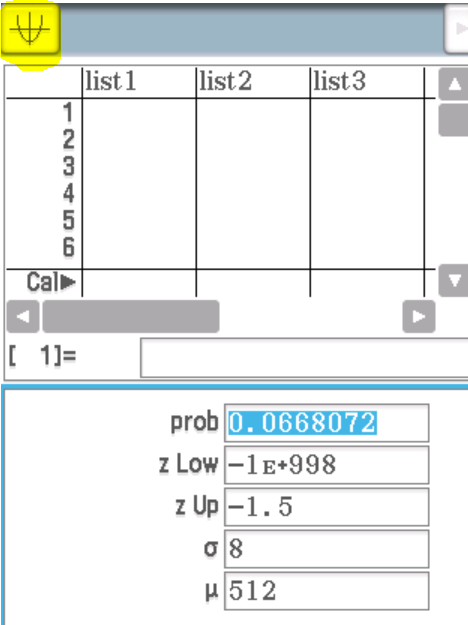 list1 list2 list3
1
2
3
4
5
6
Cal▶
[ 1]=
prob 0.0668072
z Low −1ᴇ+998
z Up −1.5
σ 8
μ 512